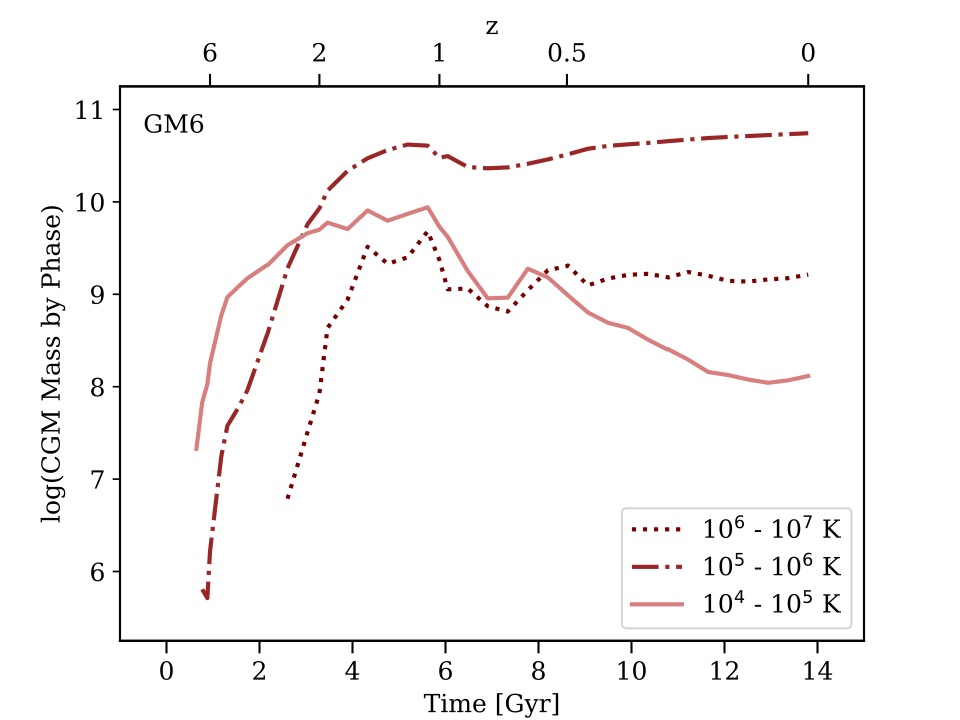 z
6 2 1 0.5 0
GM6
11
10
9
8
7
6
log(CGM Mass by Phase)
10⁶ - 10⁷ K
10⁵ - 10⁶ K
10⁴ - 10⁵ K
0 2 4 6 8 10 12 14
Time [Gyr]